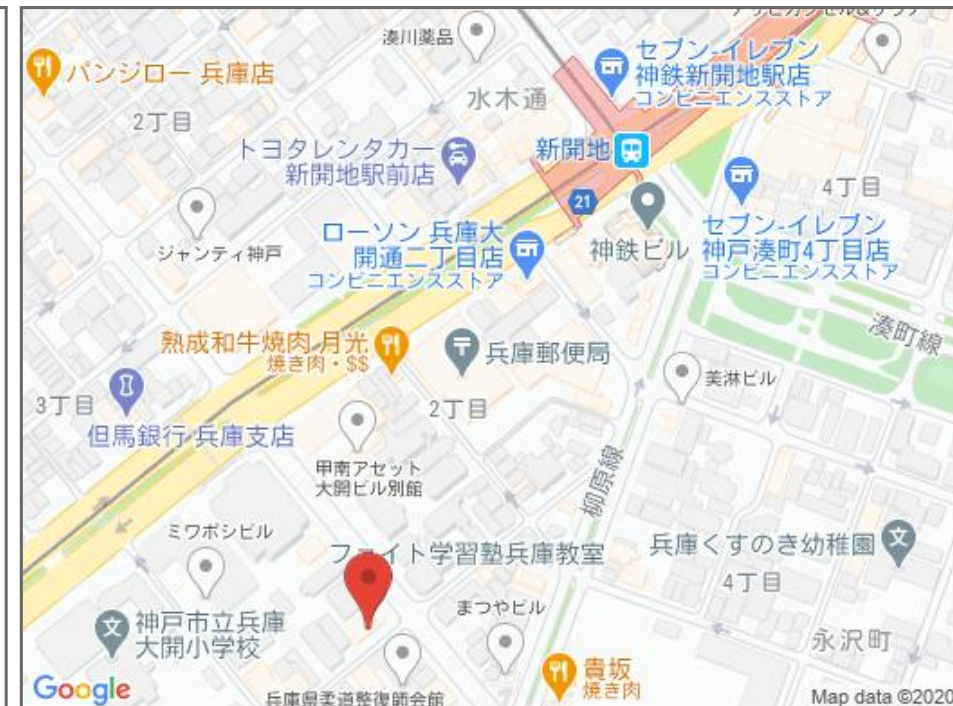 湊川薬品
パンジロー 兵庫店
2丁目
水木通
セブン-イレブン
神鉄新開地駅店
コンビニエンスストア
トヨタレンタカー
新開地駅前店
新開地
21
4丁目
ジャンティ神戸
ローソン 兵庫大
開通二丁目店
コンビニエンスストア
神鉄ビル
セブン-イレブン
神戸湊町4丁目店
コンビニエンスストア
湊町線
熟成和牛焼肉 月光
焼き肉・$$
兵庫郵便局
美淋ビル
3丁目
2丁目
但馬銀行 兵庫支店
甲南アセット
大開ビル別館
柳原線
ミワボシビル
ファイト学習塾兵庫教室
兵庫くすのき幼稚園
4丁目
神戸市立兵庫
大開小学校
まつやビル
永沢町
貴坂
焼き肉
兵庫県柔道整復師会館
Google
Map data ©2020